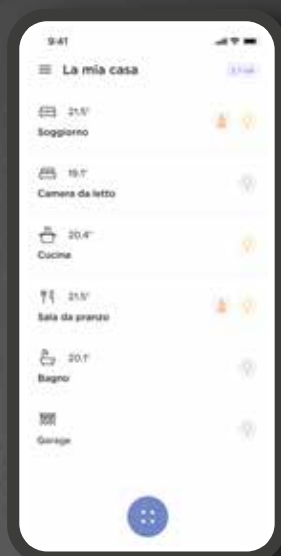 9:41
La mia casa
21.5°
Soggiorno
19.1°
Camera da letto
20.4°
Cucina
21.5°
Sala da pranzo
20.1°
Bagno
Garage